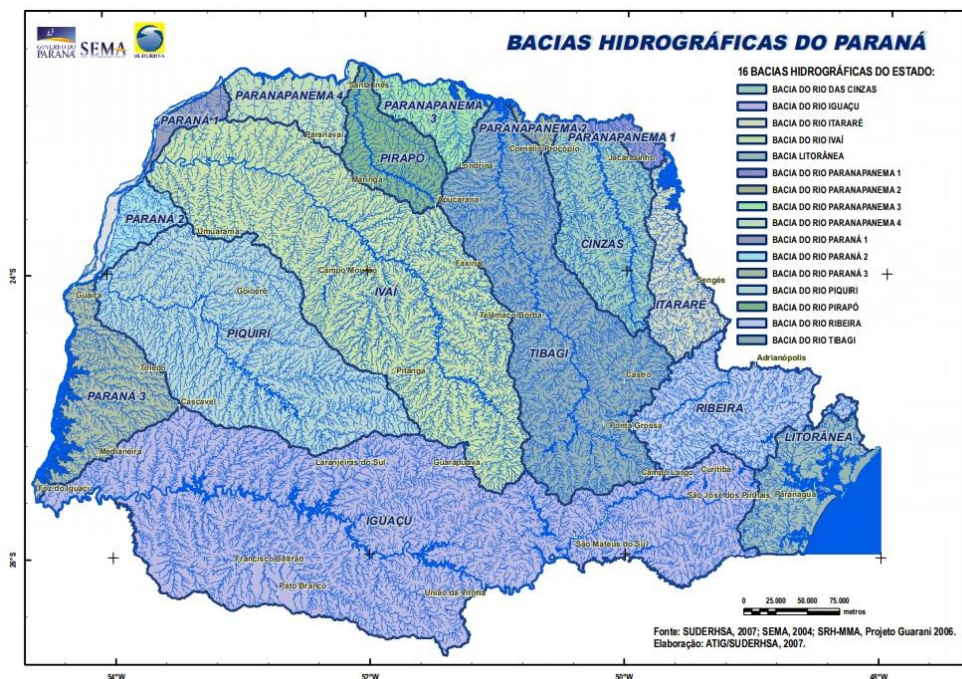 GOVERNO DO
PARANÁ
SEMA
SUDERHSA
BACIAS HIDROGRÁFICAS DO PARANÁ
16 BACIAS HIDROGRÁFICAS DO ESTADO:
BACIA DO RIO DAS CINZAS
BACIA DO RIO IGUAÇU
BACIA DO RIO ITARARÉ
BACIA DO RIO IVAÍ
BACIA LITORÂNEA
BACIA DO RIO PARANAPANEMA 1
BACIA DO RIO PARANAPANEMA 2
BACIA DO RIO PARANAPANEMA 3
BACIA DO RIO PARANAPANEMA 4
BACIA DO RIO PARANÁ 1
BACIA DO RIO PARANÁ 2
BACIA DO RIO PARANÁ 3
BACIA DO RIO PIQUIRI
BACIA DO RIO PIRAPÓ
BACIA DO RIO RIBEIRA
BACIA DO RIO TIBAGI
Santa Inês
PARANAPANEMA 4
PARANAPANEMA
3
PARANÁ 1
PARANAPANEMA 2
PARANAPANEMA 1
Paranavaí
Cornélio Procópio
Jacarezinho
PIRAPÓ
Londrina
Maringá
Apucarana
PARANÁ 2
Umuarama
CINZAS
Faxinal
Campo Mourão
24°S
Sengés
Guaíra
Goioerê
IVAÍ
ITARARÉ
Telêmaco Borba
PIQUIRI
TIBAGI
Adrianópolis
Toledo
Pitanga
Castro
PARANÁ 3
Cascavel
RIBEIRA
Ponta Grossa
LITORÂNEA
Medianeira
Laranjeiras do Sul
Guarapuava
Campo Largo
Curitiba
Foz do Iguaçu
São José dos Pinhais
Paranaguá
IGUAÇU
São Mateus do Sul
26°S
Francisco Beltrão
Pato Branco
União da Vitória
0
25.000
50.000
75.000
metros
Fonte: SUDERHSA, 2007; SEMA, 2004; SRH-MMA, Projeto Guarani 2006.
Elaboração: ATIG/SUDERHSA, 2007.
54°W
52°W
50°W
48°W